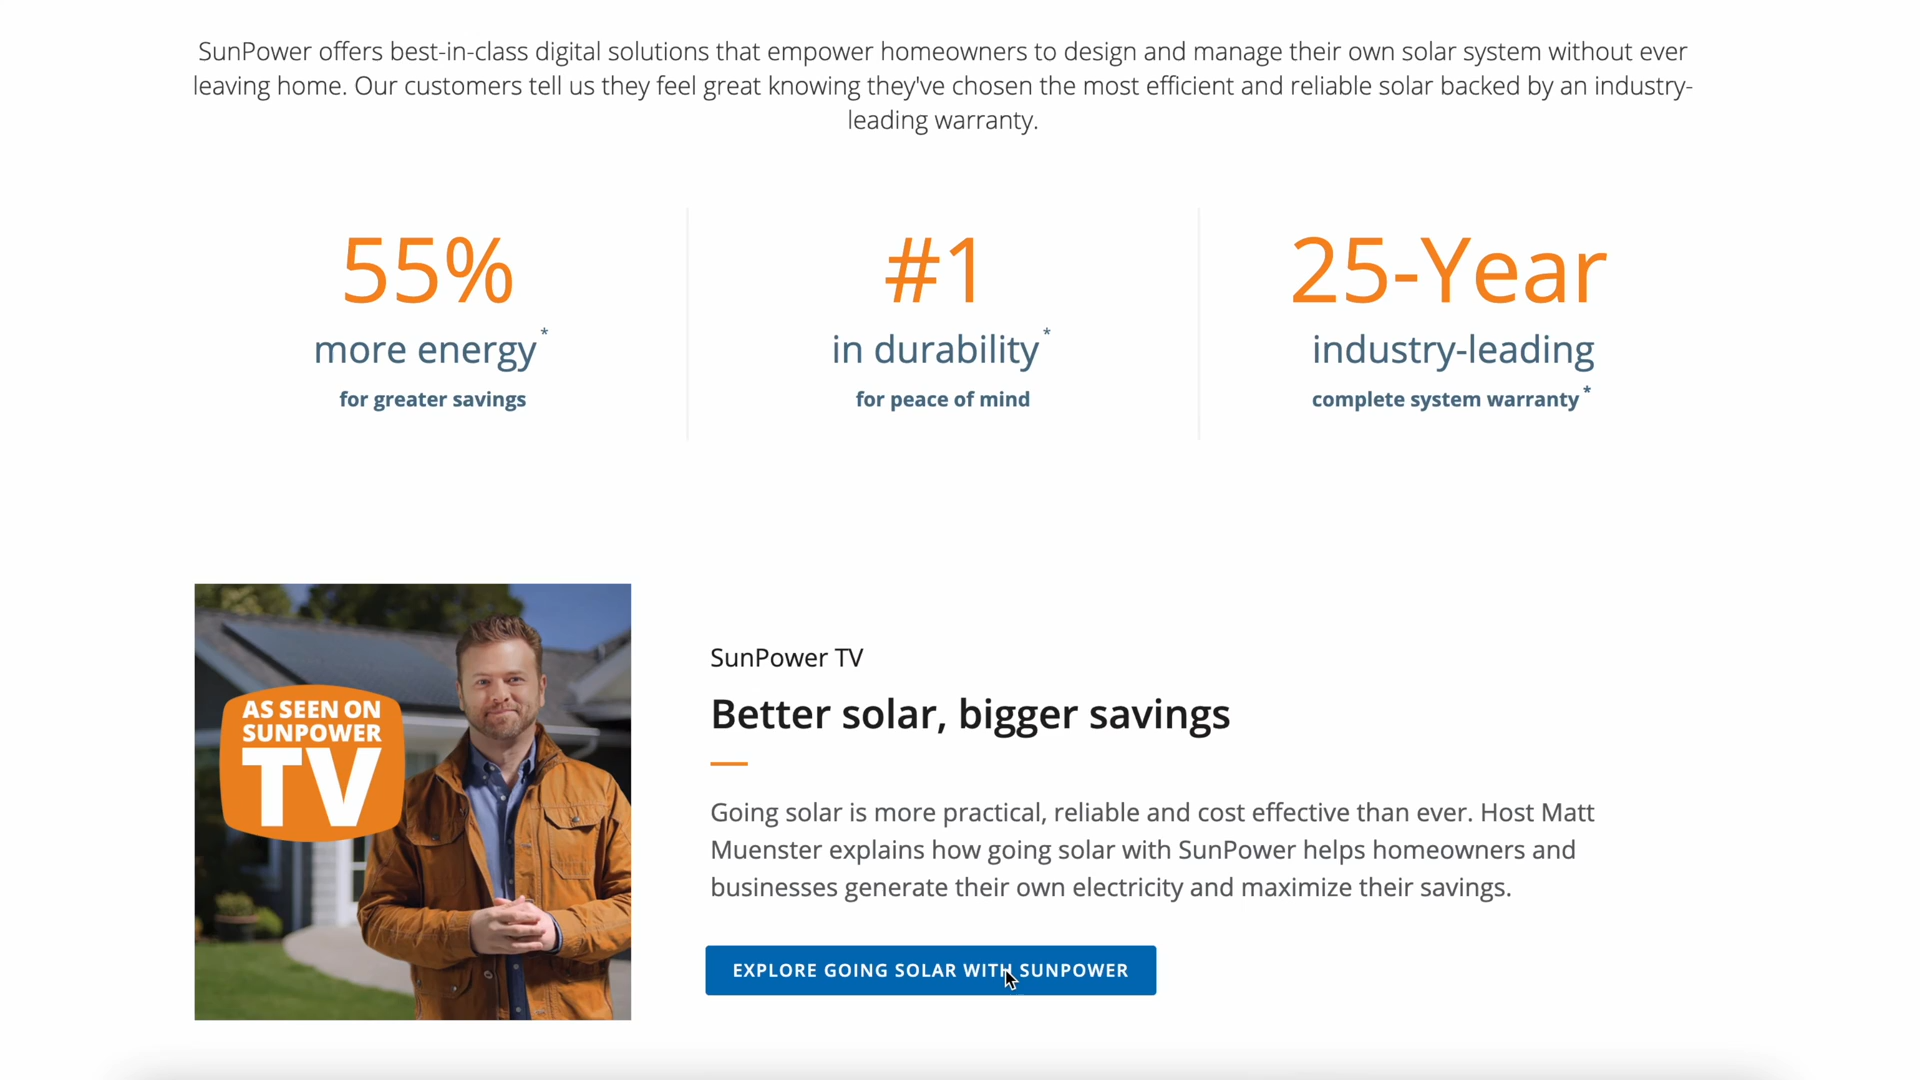 SunPower offers best-in-class digital solutions that empower homeowners to design and manage their own solar system without ever
leaving home. Our customers tell us they feel great knowing they've chosen the most efficient and reliable solar backed by an industry-
leading warranty.
55%
more energy*
for greater savings
#1
in durability*
for peace of mind
25-Year
industry-leading
complete system warranty*
AS SEEN ON
SUNPOWER
TV
SunPower TV
Better solar, bigger savings
Going solar is more practical, reliable and cost effective than ever. Host Matt
Muenster explains how going solar with SunPower helps homeowners and
businesses generate their own electricity and maximize their savings.
EXPLORE GOING SOLAR WITH SUNPOWER